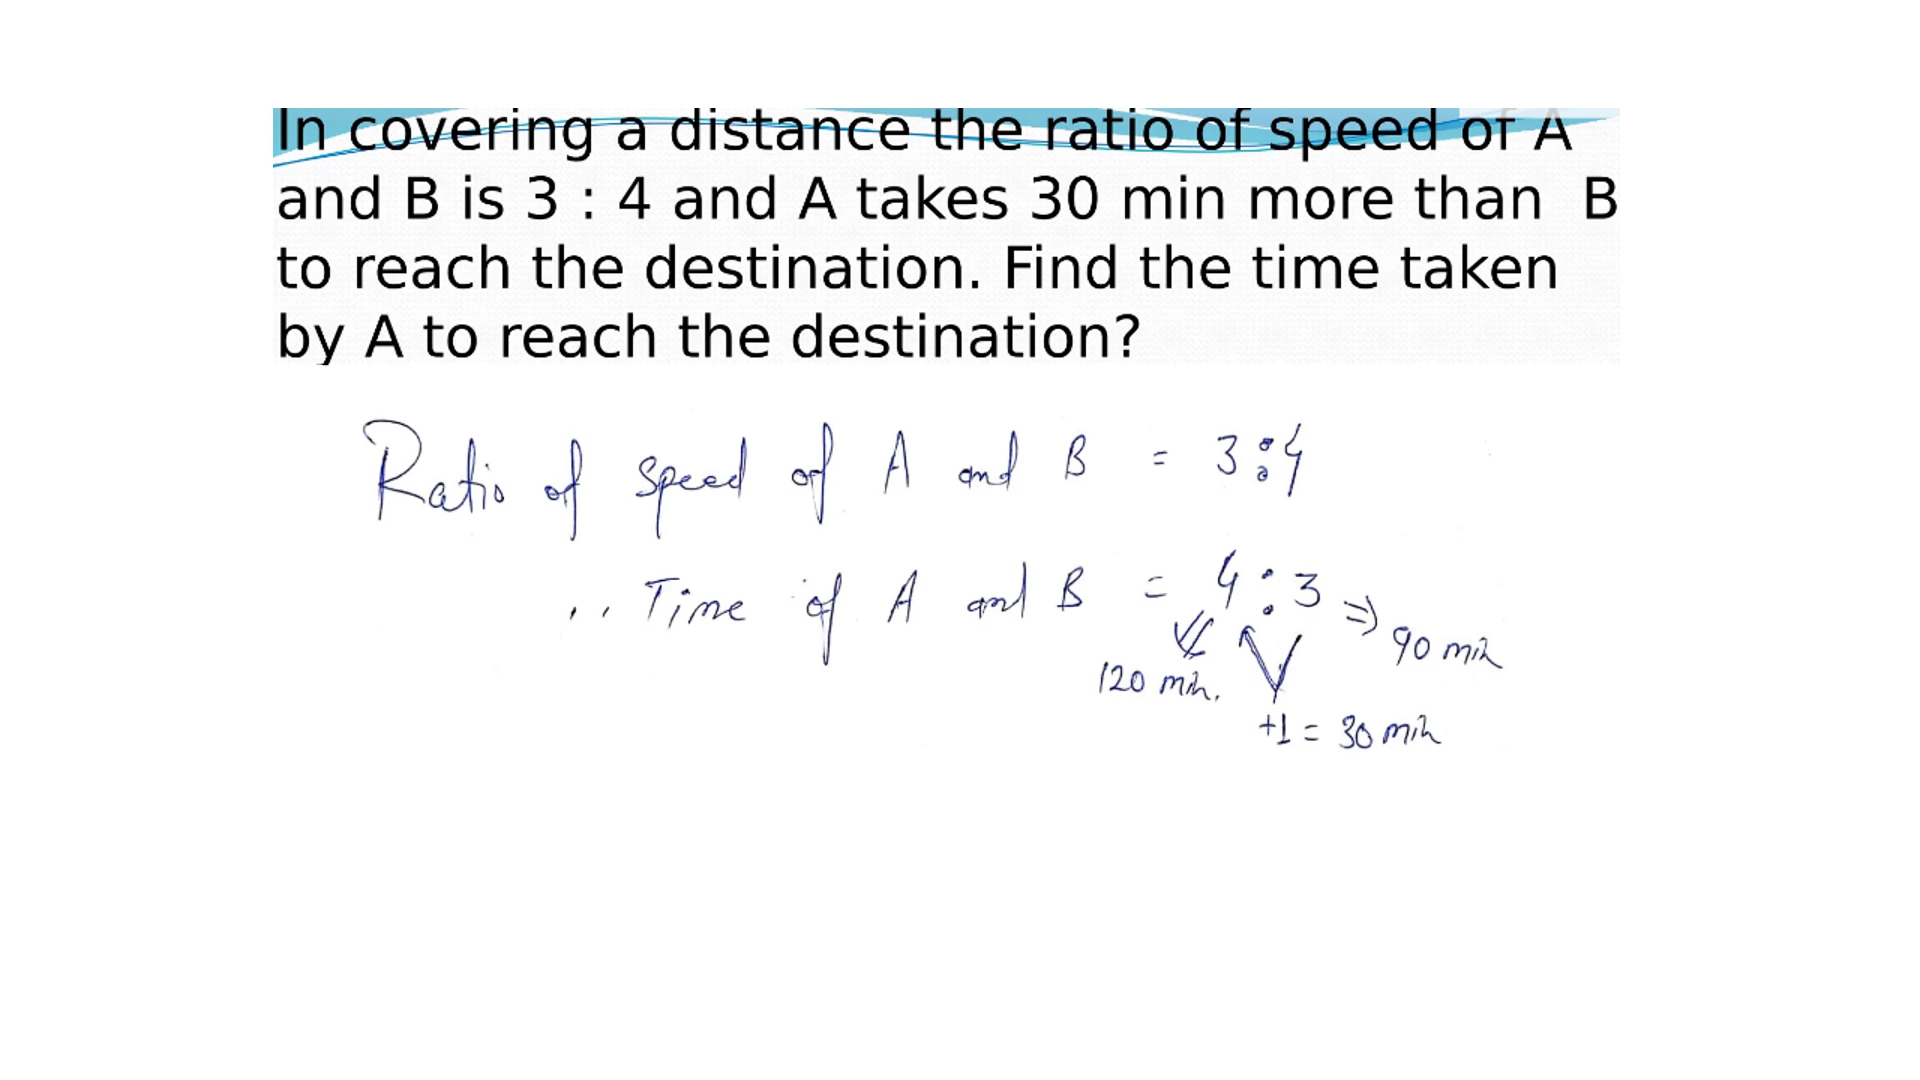 In covering a distance the ratio of speed of A
and B is 3 : 4 and A takes 30 min more than B
to reach the destination. Find the time taken
by A to reach the destination?
Ratio of speed of A and B = 3:4
.. Time of A and B = 4:3 ⇒ 90 min
120 min.
+1 = 30 min